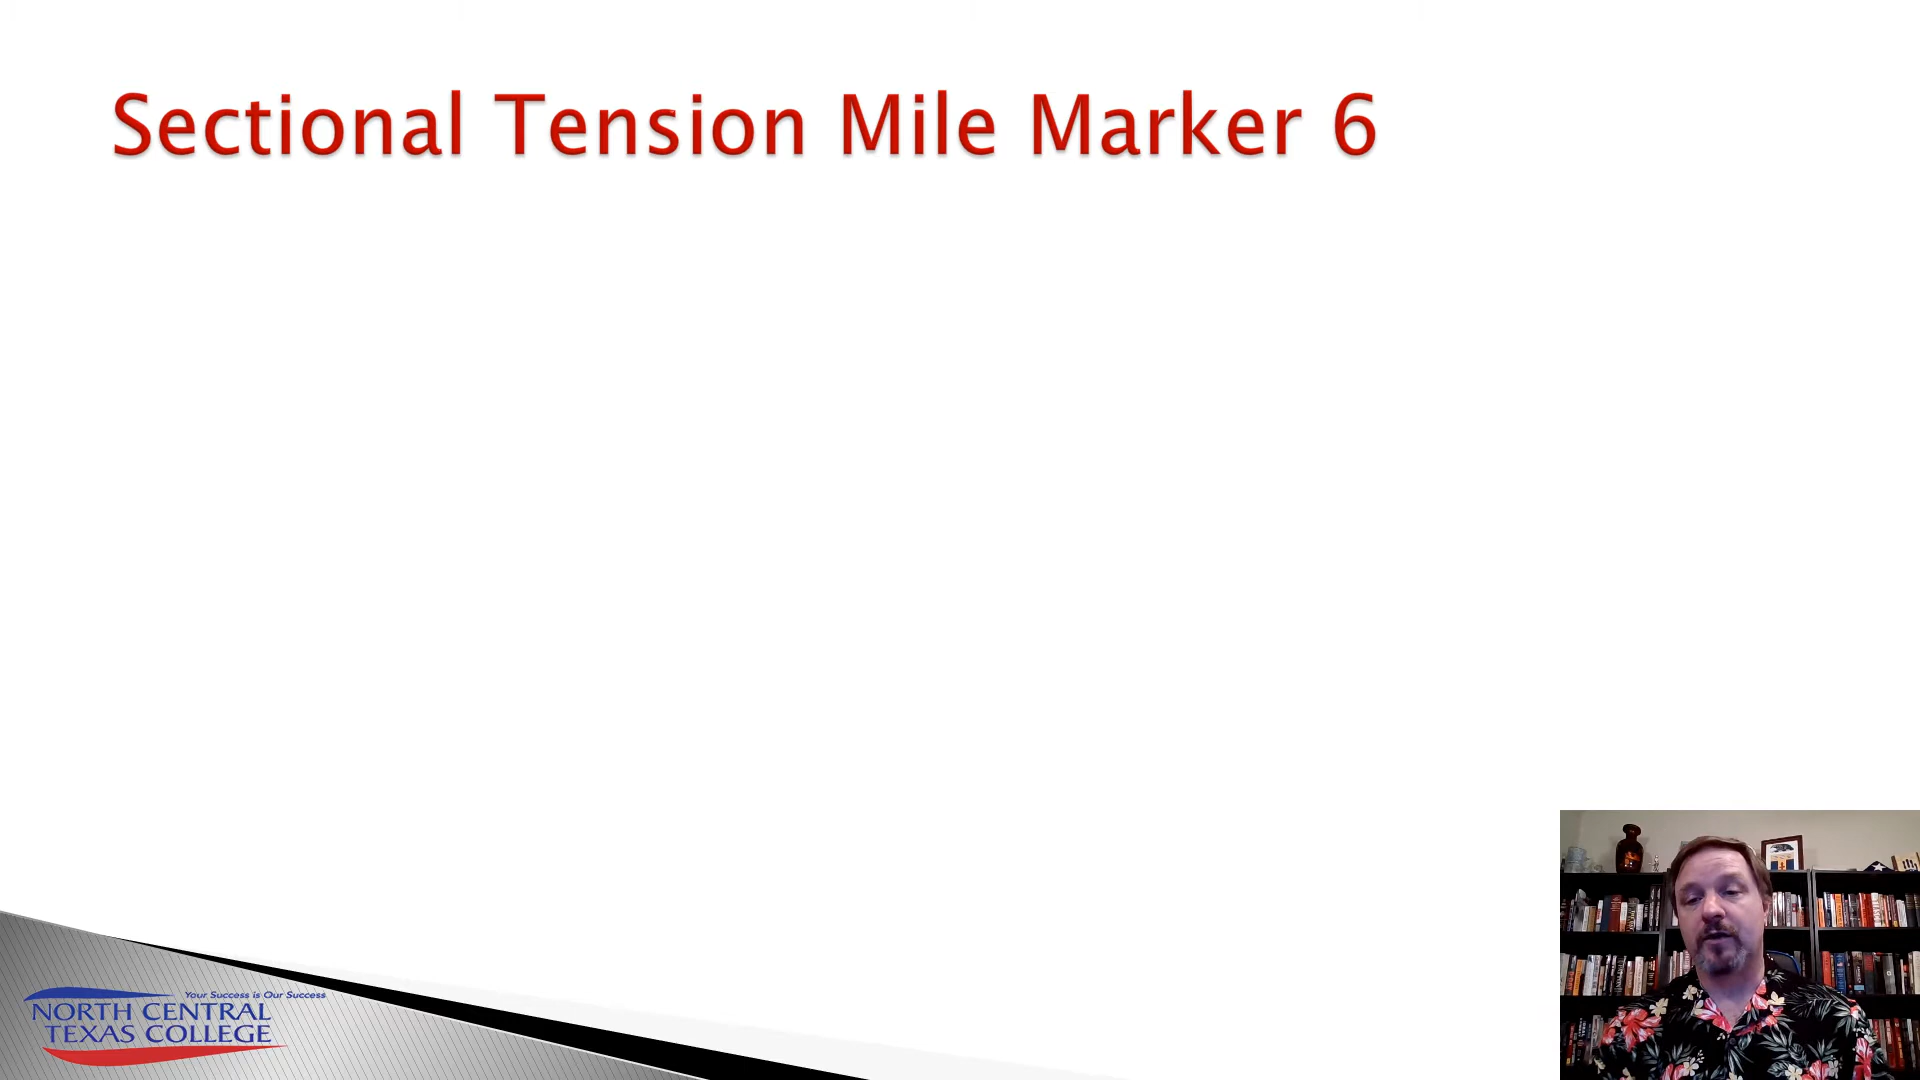 Sectional Tension Mile Marker 6
Your Success is Our Success
NORTH CENTRAL
TEXAS COLLEGE